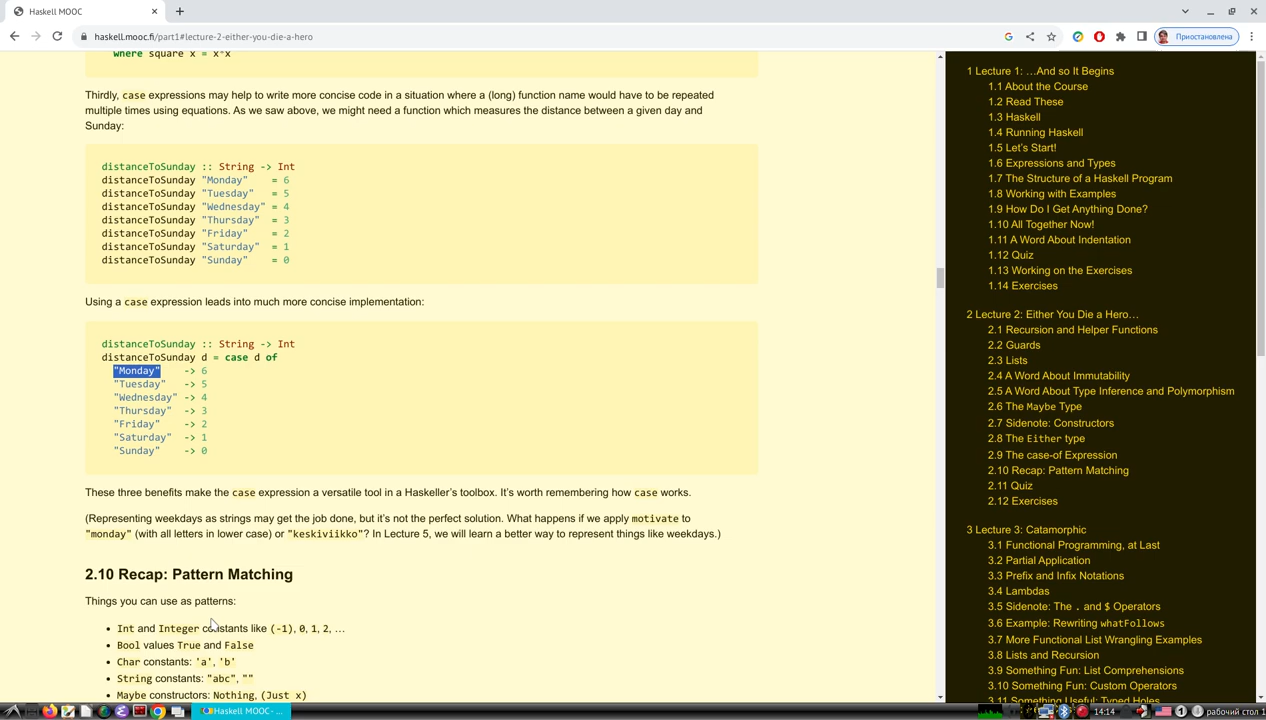 Haskell MOOC
haskell.mooc.fi/part1#lecture-2-either-you-die-a-hero
Приостановлена
where square x = x*x
Thirdly, case expressions may help to write more concise code in a situation where a (long) function name would have to be repeated
multiple times using equations. As we saw above, we might need a function which measures the distance between a given day and
Sunday:
distanceToSunday :: String -> Int
distanceToSunday "Monday" = 6
distanceToSunday "Tuesday" = 5
distanceToSunday "Wednesday" = 4
distanceToSunday "Thursday" = 3
distanceToSunday "Friday" = 2
distanceToSunday "Saturday" = 1
distanceToSunday "Sunday" = 0
Using a case expression leads into much more concise implementation:
distanceToSunday :: String -> Int
distanceToSunday d = case d of
"Monday" -> 6
"Tuesday" -> 5
"Wednesday" -> 4
"Thursday" -> 3
"Friday" -> 2
"Saturday" -> 1
"Sunday" -> 0
These three benefits make the case expression a versatile tool in a Haskeller's toolbox. It's worth remembering how case works.
(Representing weekdays as strings may get the job done, but it's not the perfect solution. What happens if we apply motivate to
"monday" (with all letters in lower case) or "keskiviikko"? In Lecture 5, we will learn a better way to represent things like weekdays.)
2.10 Recap: Pattern Matching
Things you can use as patterns:
• Int and Integer constants like (-1), 0, 1, 2, …
• Bool values True and False
• Char constants: 'a', 'b'
• String constants: "abc", ""
• Maybe constructors: Nothing, (Just x)
1 Lecture 1: …And so It Begins
1.1 About the Course
1.2 Read These
1.3 Haskell
1.4 Running Haskell
1.5 Let's Start!
1.6 Expressions and Types
1.7 The Structure of a Haskell Program
1.8 Working with Examples
1.9 How Do I Get Anything Done?
1.10 All Together Now!
1.11 A Word About Indentation
1.12 Quiz
1.13 Working on the Exercises
1.14 Exercises
2 Lecture 2: Either You Die a Hero…
2.1 Recursion and Helper Functions
2.2 Guards
2.3 Lists
2.4 A Word About Immutability
2.5 A Word About Type Inference and Polymorphism
2.6 The Maybe Type
2.7 Sidenote: Constructors
2.8 The Either type
2.9 The case-of Expression
2.10 Recap: Pattern Matching
2.11 Quiz
2.12 Exercises
3 Lecture 3: Catamorphic
3.1 Functional Programming, at Last
3.2 Partial Application
3.3 Prefix and Infix Notations
3.4 Lambdas
3.5 Sidenote: The . and $ Operators
3.6 Example: Rewriting whatFollows
3.7 More Functional List Wrangling Examples
3.8 Lists and Recursion
3.9 Something Fun: List Comprehensions
3.10 Something Fun: Custom Operators
3.11 Something Useful: Typed Holes
Haskell MOOC - ...
14:14
рабочий стол 1